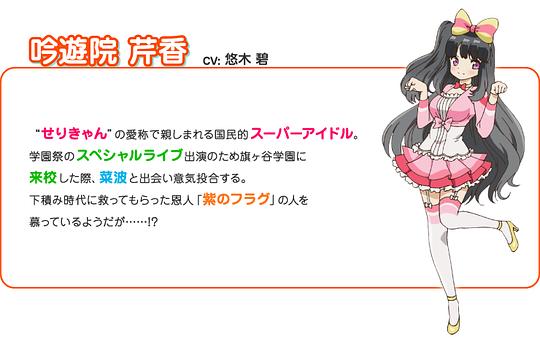 吟遊院 芹香 CV: 悠木 碧
“せりきゃん”の愛称で親しまれる国民的スーパーアイドル。
学園祭のスペシャルライブ出演のため旗ヶ谷学園に
来校した際、菜波と出会い意気投合する。
下積み時代に救ってもらった恩人「紫のフラグ」の人を
慕っているようだが……!?